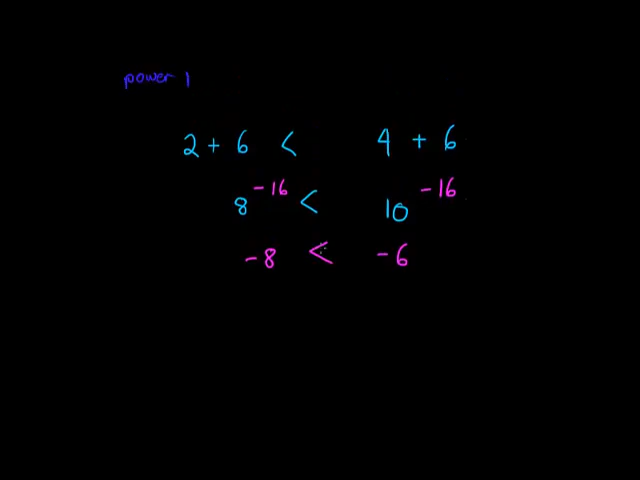 power 1
2 + 6 < 4 + 6
8 - 16 < 10 - 16
- 8 < - 6